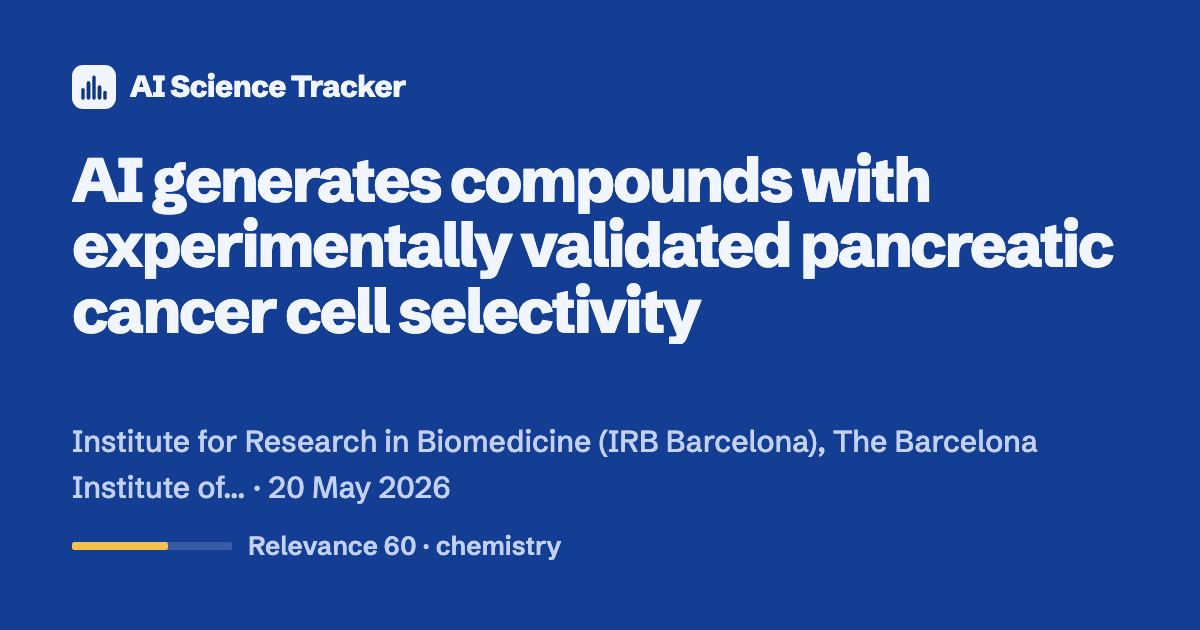 AI Science Tracker
AI generates compounds with
experimentally validated pancreatic
cancer cell selectivity
Institute for Research in Biomedicine (IRB Barcelona), The Barcelona
Institute of... · 20 May 2026
Relevance 60 · chemistry